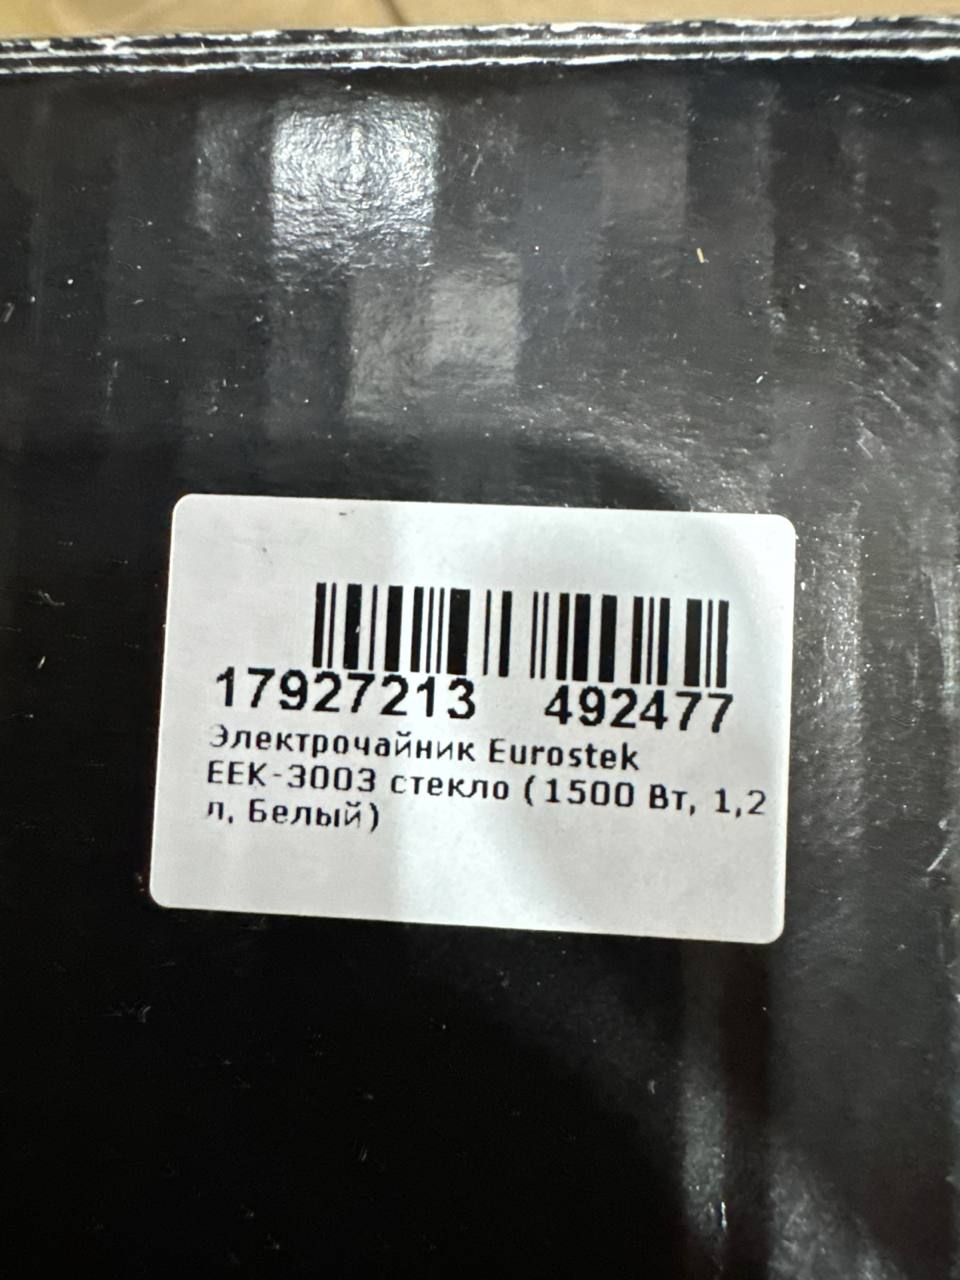 17927213 492477
Электрочайник Eurostek
EEK-3003 стекло (1500 Вт, 1,2
л, Белый)